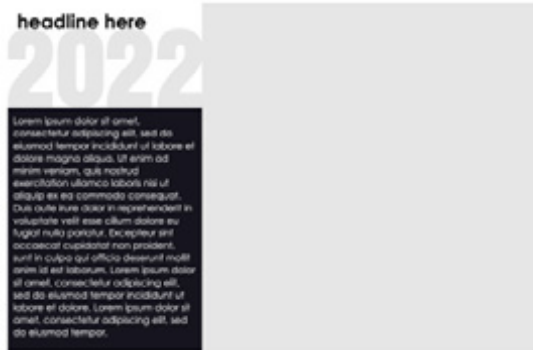 headline here
2022
Lorem ipsum dolor sit amet,
consectetur adipiscing elit, sed do
eiusmod tempor incididunt ut labore et
dolore magna aliqua. Ut enim ad
minim veniam, quis nostrud
exercitation ullamco laboris nisi ut
aliquip ex ea commodo consequat.
Duis aute irure dolor in reprehenderit in
voluptate velit esse cillum dolore eu
fugiat nulla pariatur. Excepteur sint
occaecat cupidatat non proident,
sunt in culpa qui officia deserunt mollit
anim id est laborum. Lorem ipsum dolor
sit amet, consectetur adipiscing elit,
sed do eiusmod tempor incididunt ut
labore et dolore. Lorem ipsum dolor sit
amet, consectetur adipiscing elit, sed
do eiusmod tempor.